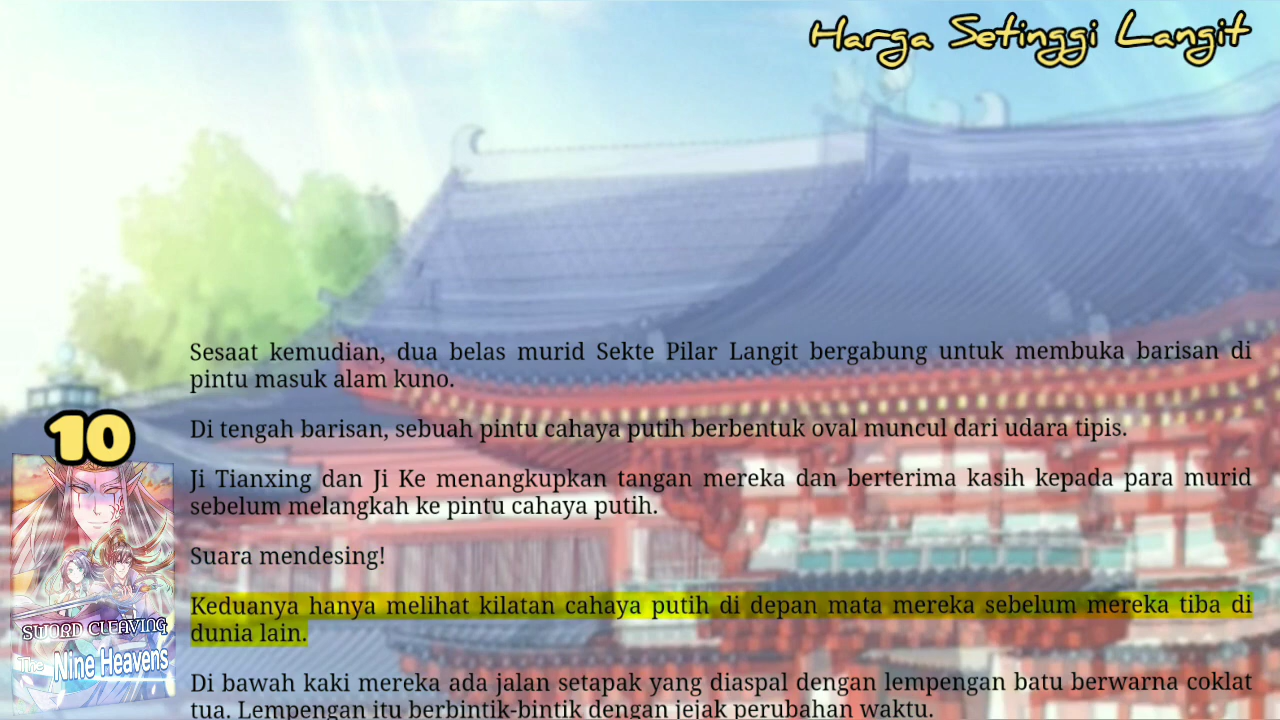 Harga Setinggi Langit
Sesaat kemudian, dua belas murid Sekte Pilar Langit bergabung untuk membuka barisan di
pintu masuk alam kuno.
Di tengah barisan, sebuah pintu cahaya putih berbentuk oval muncul dari udara tipis.
Ji Tianxing dan Ji Ke menangkupkan tangan mereka dan berterima kasih kepada para murid
sebelum melangkah ke pintu cahaya putih.
Suara mendesing!
Keduanya hanya melihat kilatan cahaya putih di depan mata mereka sebelum mereka tiba di
dunia lain.
Di bawah kaki mereka ada jalan setapak yang diaspal dengan lempengan batu berwarna coklat
tua. Lempengan itu berbintik-bintik dengan jejak perubahan waktu.
10
SWORD CLEAVING
The Nine Heavens